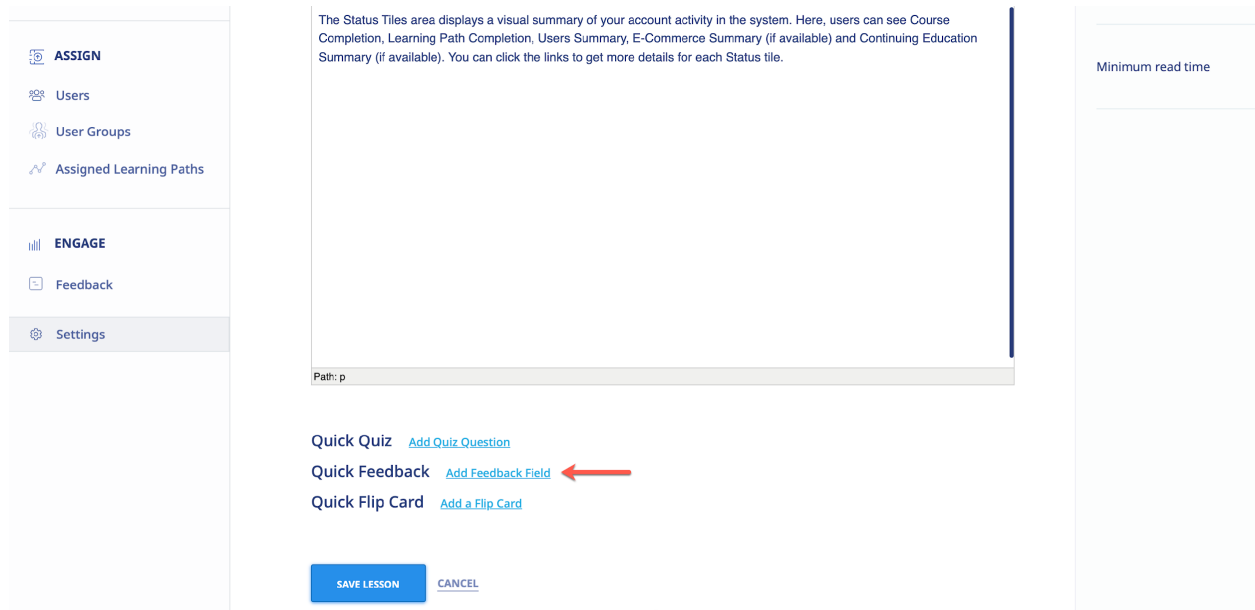 ASSIGN
Users
User Groups
Assigned Learning Paths
ENGAGE
Feedback
Settings
The Status Tiles area displays a visual summary of your account activity in the system. Here, users can see Course
Completion, Learning Path Completion, Users Summary, E-Commerce Summary (if available) and Continuing Education
Summary (if available). You can click the links to get more details for each Status tile.
Path: p
Quick Quiz Add Quiz Question
Quick Feedback Add Feedback Field
Quick Flip Card Add a Flip Card
SAVE LESSON CANCEL
Minimum read time